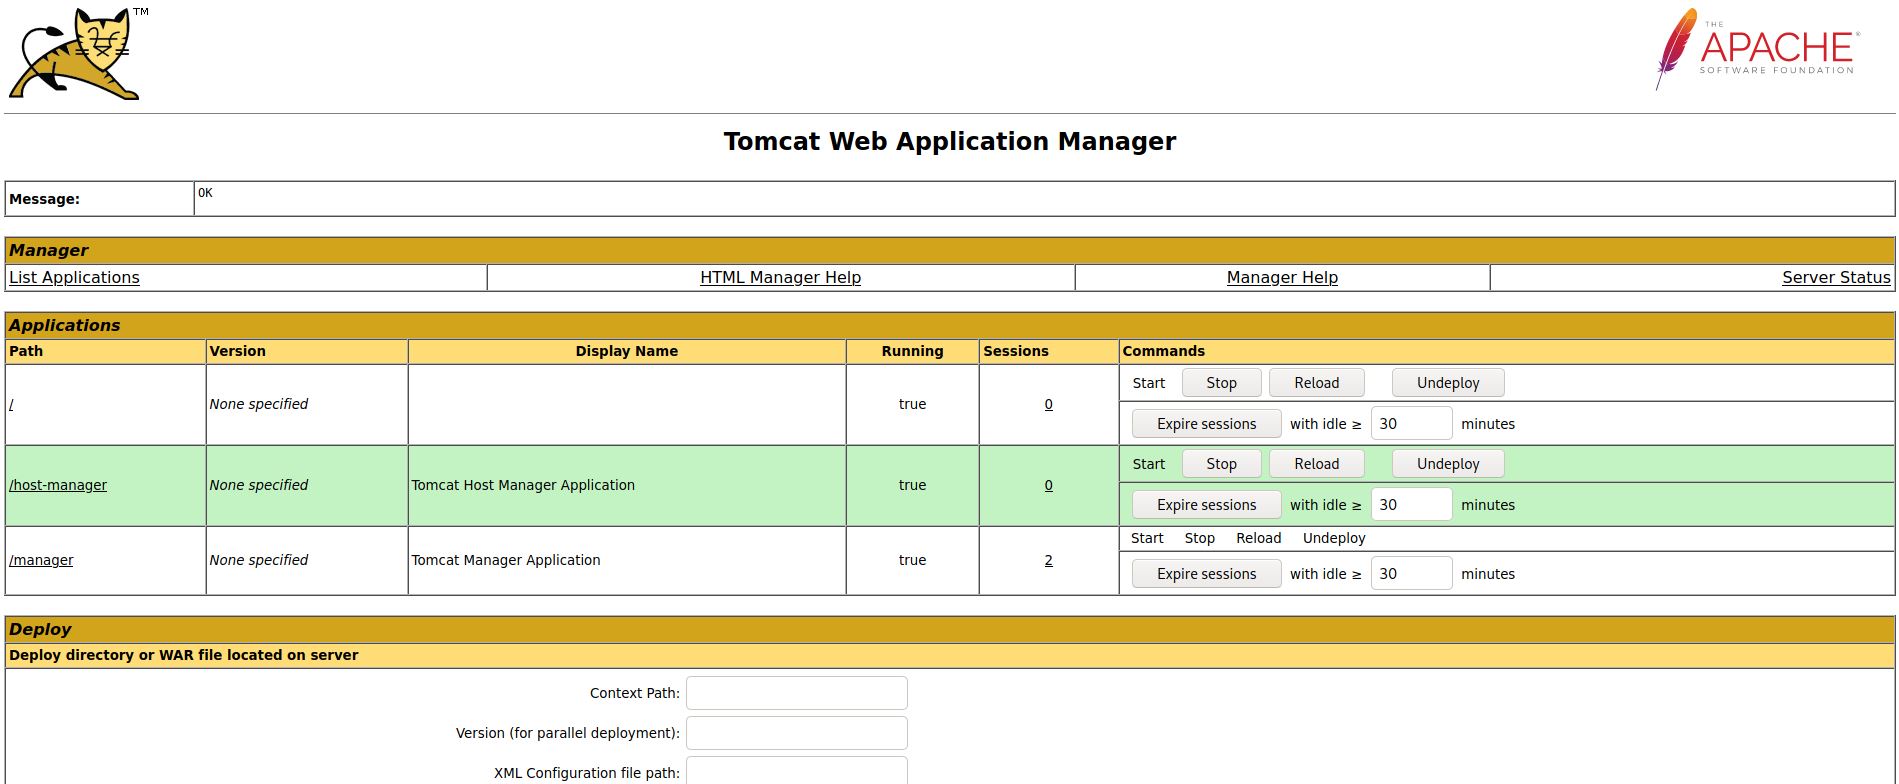 TM
THE
APACHE®
SOFTWARE FOUNDATION
Tomcat Web Application Manager
Message: OK
Manager
List Applications HTML Manager Help Manager Help Server Status
Applications
Path Version Display Name Running Sessions Commands
/ None specified true 0 Start Stop Reload Undeploy
Expire sessions with idle ≥ 30 minutes
/host-manager None specified Tomcat Host Manager Application true 0 Start Stop Reload Undeploy
Expire sessions with idle ≥ 30 minutes
/manager None specified Tomcat Manager Application true 2 Start Stop Reload Undeploy
Expire sessions with idle ≥ 30 minutes
Deploy
Deploy directory or WAR file located on server
Context Path:
Version (for parallel deployment):
XML Configuration file path: